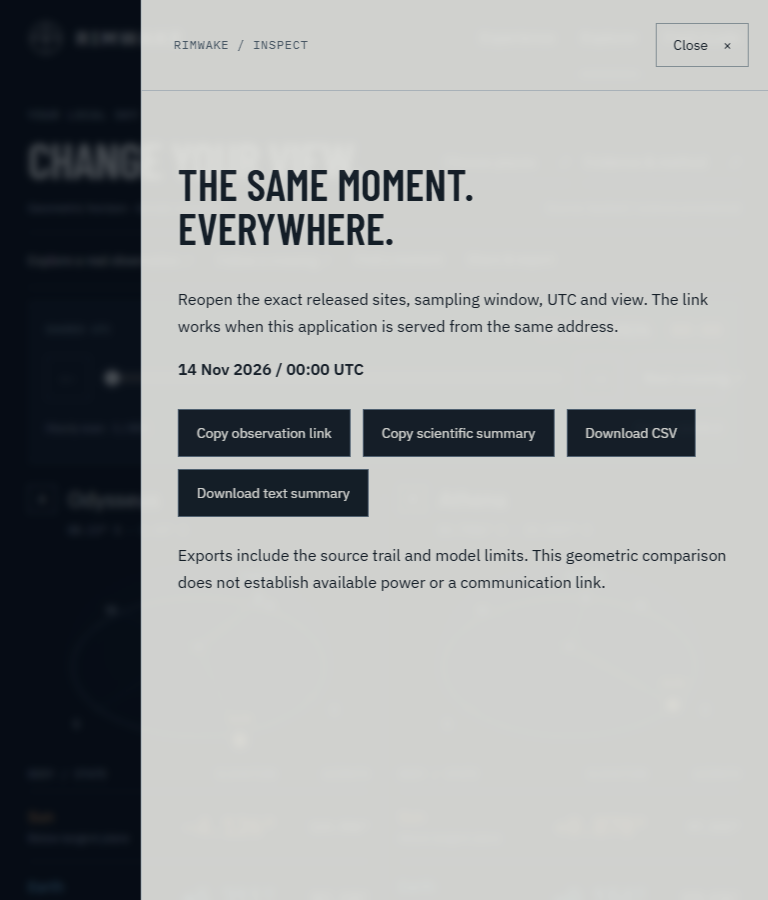 RIMWAKE / INSPECT
Close ×
THE SAME MOMENT.
EVERYWHERE.
Reopen the exact released sites, sampling window, UTC and view. The link
works when this application is served from the same address.
14 Nov 2026 / 00:00 UTC
Copy observation link
Copy scientific summary
Download CSV
Download text summary
Exports include the source trail and model limits. This geometric comparison
does not establish available power or a communication link.
CHANGE YOUR VIEW